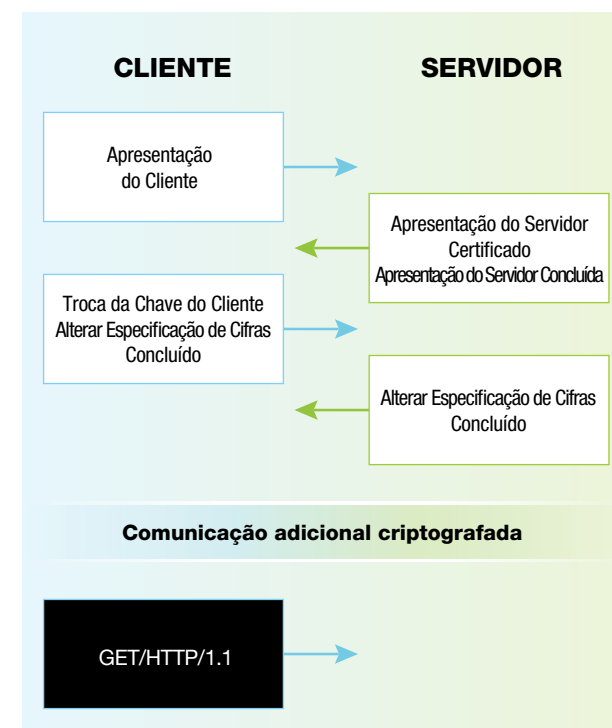 CLIENTE
SERVIDOR
Apresentação
do Cliente
Apresentação do Servidor
Certificado
Apresentação do Servidor Concluída
Troca da Chave do Cliente
Alterar Especificação de Cifras
Concluído
Alterar Especificação de Cifras
Concluído
Comunicação adicional criptografada
GET/HTTP/1.1